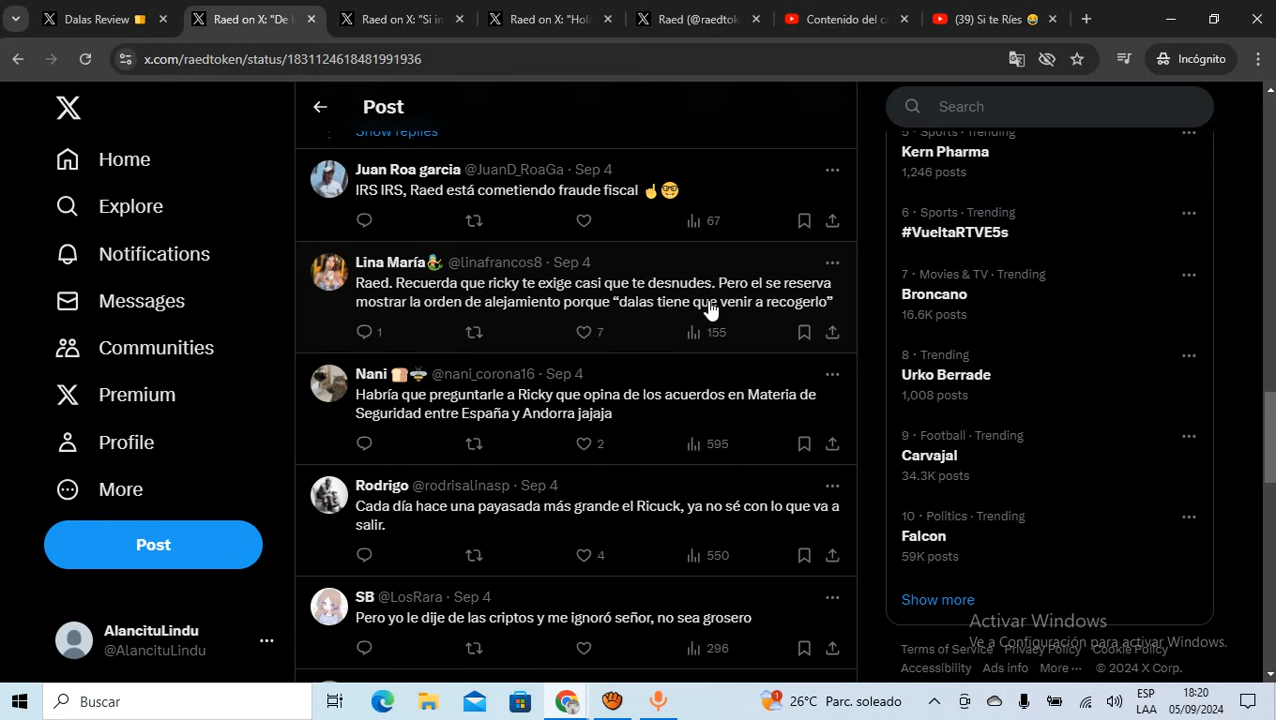 Dalas Review
Raed on X: "De l
Raed on X: "Si in
Raed on X: "Hol
Raed (@raedtok
Contenido del ca
(39) Si te Ríes
x.com/raedtoken/status/1831124618481991936
Incógnito
Home
Explore
Notifications
Messages
Communities
Premium
Profile
More
Post
AlancituLindu
@AlancituLindu
Post
Show replies
Juan Roa garcia @JuanD_RoaGa · Sep 4
IRS IRS, Raed está cometiendo fraude fiscal ☝️🤓
67
Lina María🧜‍♀️ @linafrancos8 · Sep 4
Raed. Recuerda que ricky te exige casi que te desnudes. Pero el se reserva
mostrar la orden de alejamiento porque “dalas tiene que venir a recogerlo”
1 7 155
Nani 🍞🐝 @nani_corona16 · Sep 4
Habría que preguntarle a Ricky que opina de los acuerdos en Materia de
Seguridad entre España y Andorra jajaja
2 595
Rodrigo @rodrisalinasp · Sep 4
Cada día hace una payasada más grande el Ricuck, ya no sé con lo que va a
salir.
4 550
SB @LosRara · Sep 4
Pero yo le dije de las criptos y me ignoró señor, no sea grosero
296
Search
5 · Sports · Trending
Kern Pharma
1,246 posts
6 · Sports · Trending
#VueltaRTVE5s
7 · Movies & TV · Trending
Broncano
16.6K posts
8 · Trending
Urko Berrade
1,008 posts
9 · Football · Trending
Carvajal
34.3K posts
10 · Politics · Trending
Falcon
59K posts
Show more
Activar Windows
Ve a Configuración para activar Windows.
Terms of Service Privacy Policy Cookie Policy
Accessibility Ads info More ··· © 2024 X Corp.
Buscar
26°C Parc. soleado
ESP
LAA
18:20
05/09/2024